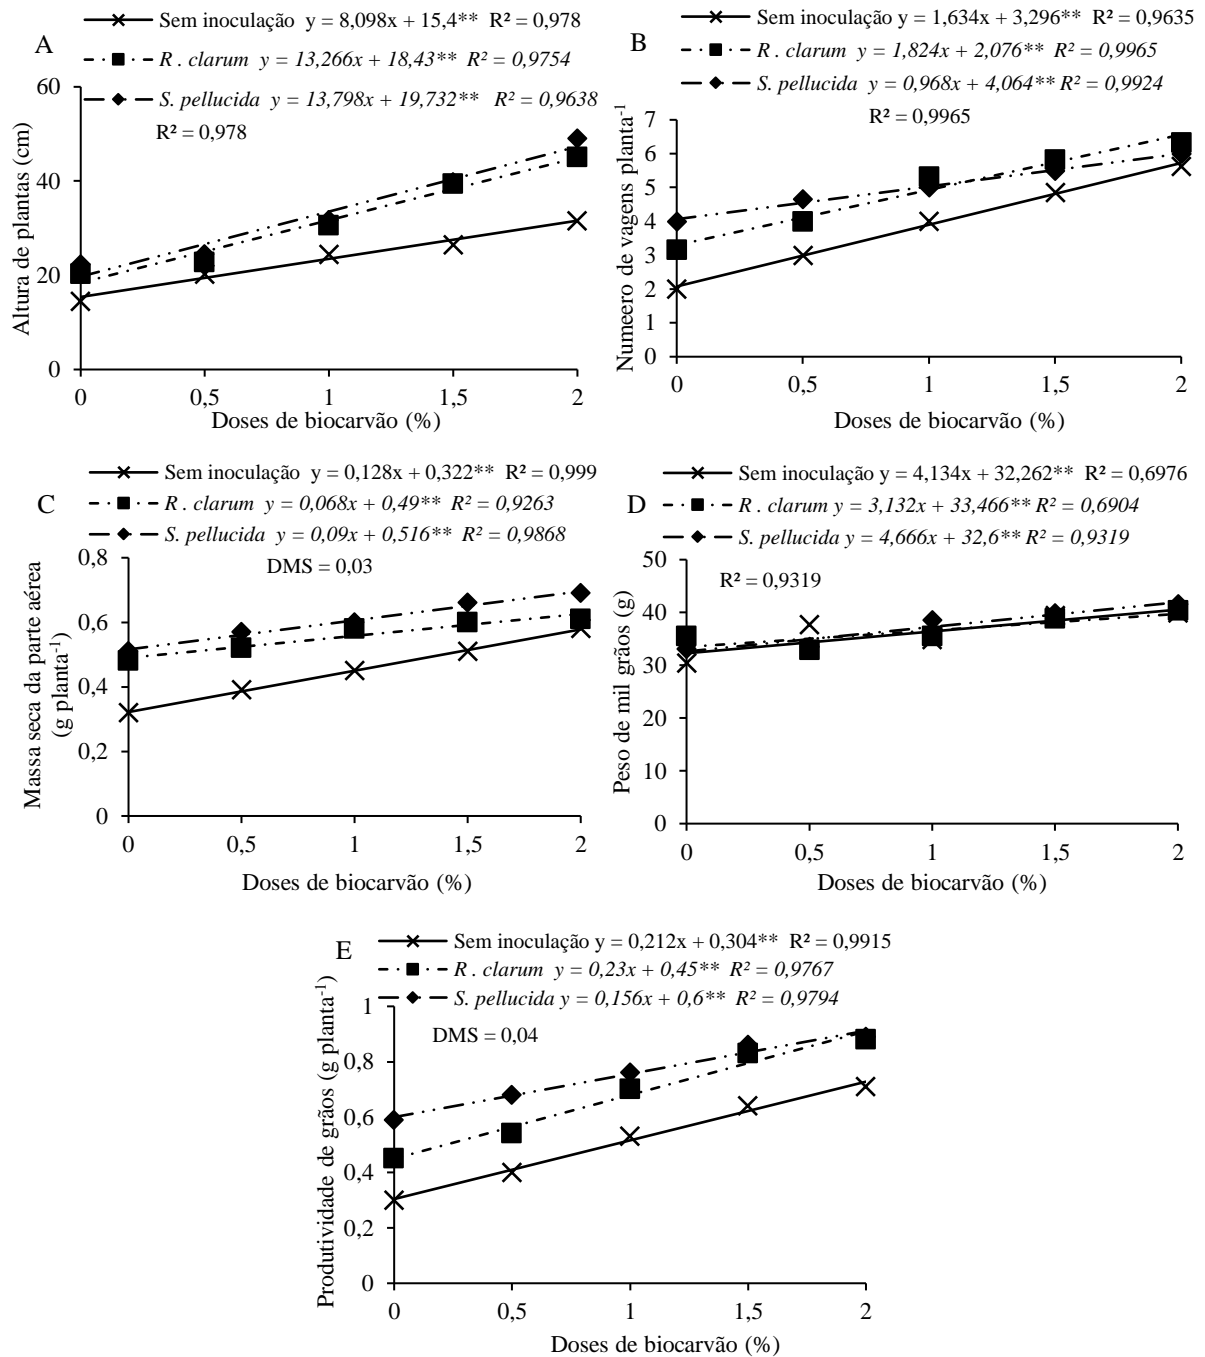 A
Sem inoculação y = 8,098x + 15,4** R² = 0,978
R . clarum y = 13,266x + 18,43** R² = 0,9754
S. pellucida y = 13,798x + 19,732** R² = 0,9638
R² = 0,978
Altura de plantas (cm)
60
40
20
0
0 0,5 1 1,5 2
Doses de biocarvão (%)
B
Sem inoculação y = 1,634x + 3,296** R² = 0,9635
R. clarum y = 1,824x + 2,076** R² = 0,9965
S. pellucida y = 0,968x + 4,064** R² = 0,9924
R² = 0,9965
Numeero de vagens planta⁻¹
7
6
5
4
3
2
1
0
0 0,5 1 1,5 2
Doses de biocarvão (%)
C
Sem inoculação y = 0,128x + 0,322** R² = 0,999
R. clarum y = 0,068x + 0,49** R² = 0,9263
S. pellucida y = 0,09x + 0,516** R² = 0,9868
DMS = 0,03
Massa seca da parte aérea
(g planta⁻¹)
0,8
0,6
0,4
0,2
0
0 0,5 1 1,5 2
Doses de biocarvão (%)
D
Sem inoculação y = 4,134x + 32,262** R² = 0,6976
R . clarum y = 3,132x + 33,466** R² = 0,6904
S. pellucida y = 4,666x + 32,6** R² = 0,9319
R² = 0,9319
Peso de mil grãos (g)
50
40
30
20
10
0
0 0,5 1 1,5 2
Doses de biocarvão (%)
E
Sem inoculação y = 0,212x + 0,304** R² = 0,9915
R . clarum y = 0,23x + 0,45** R² = 0,9767
S. pellucida y = 0,156x + 0,6** R² = 0,9794
DMS = 0,04
Produtividade de grãos (g planta⁻¹)
1
0,8
0,6
0,4
0,2
0
0 0,5 1 1,5 2
Doses de biocarvão (%)